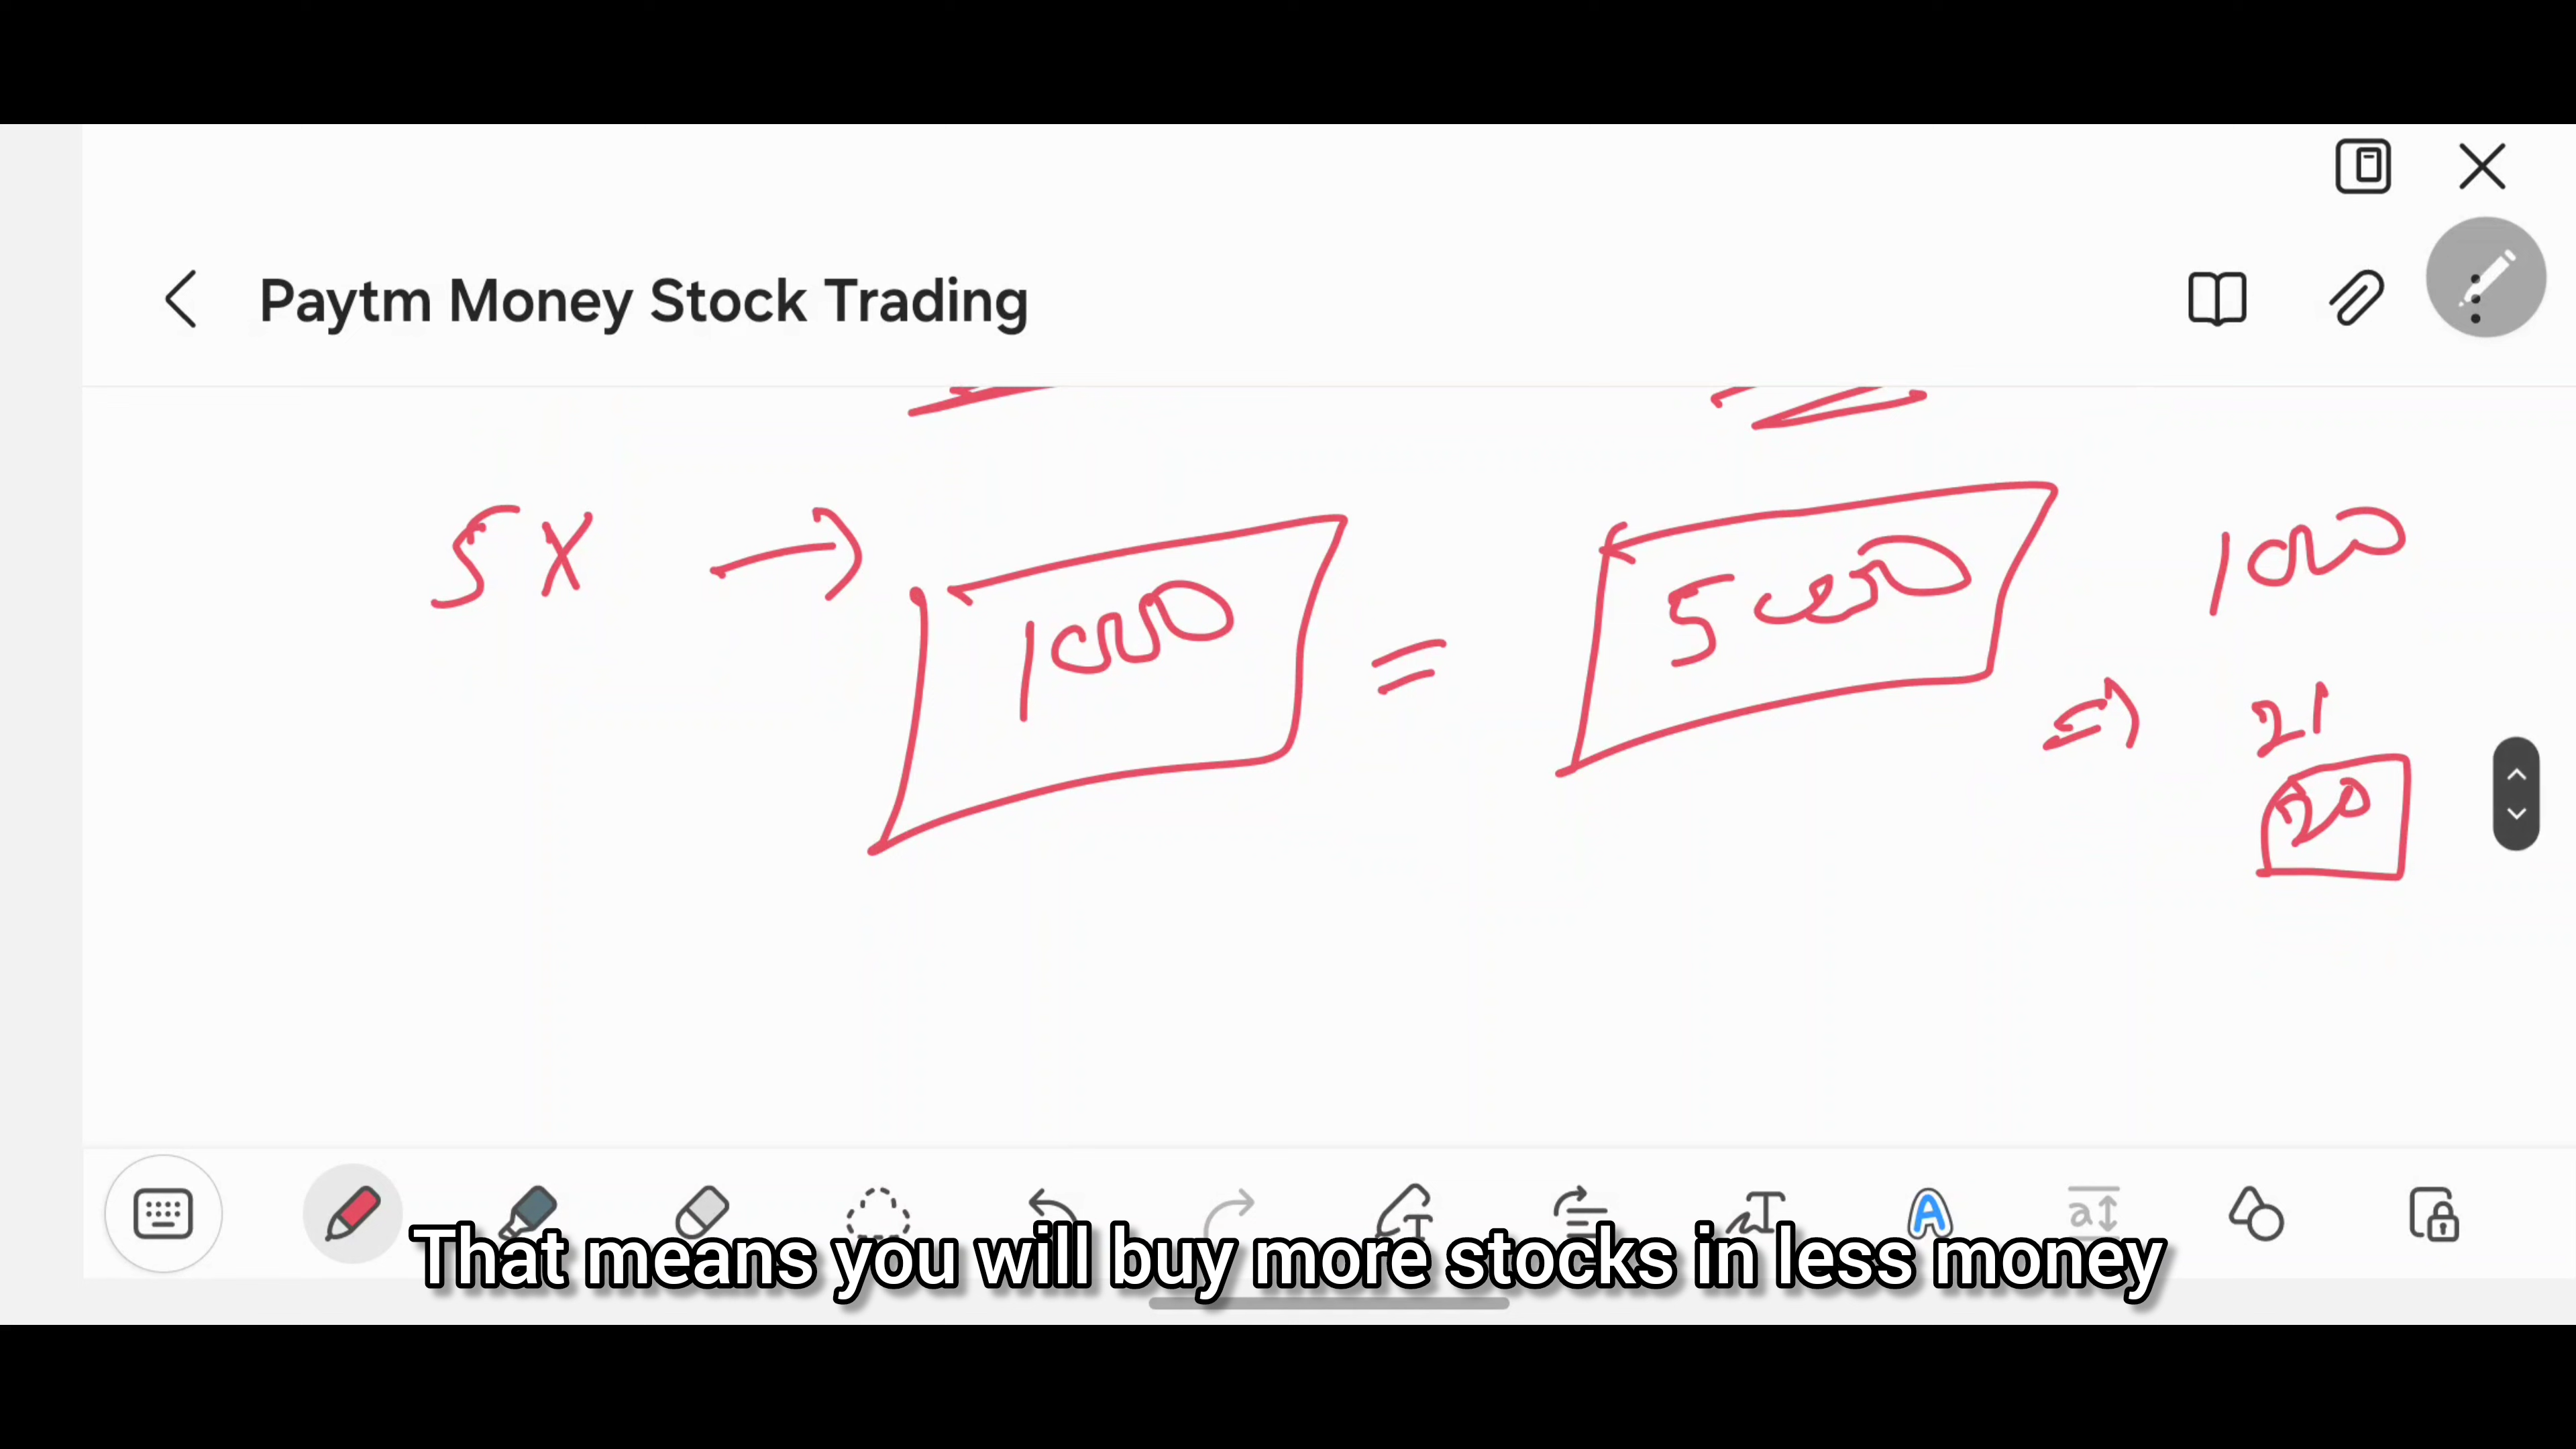 Paytm Money Stock Trading
5X → 1000 = 5000
1000
⇒ 21
20
That means you will buy more stocks in less money